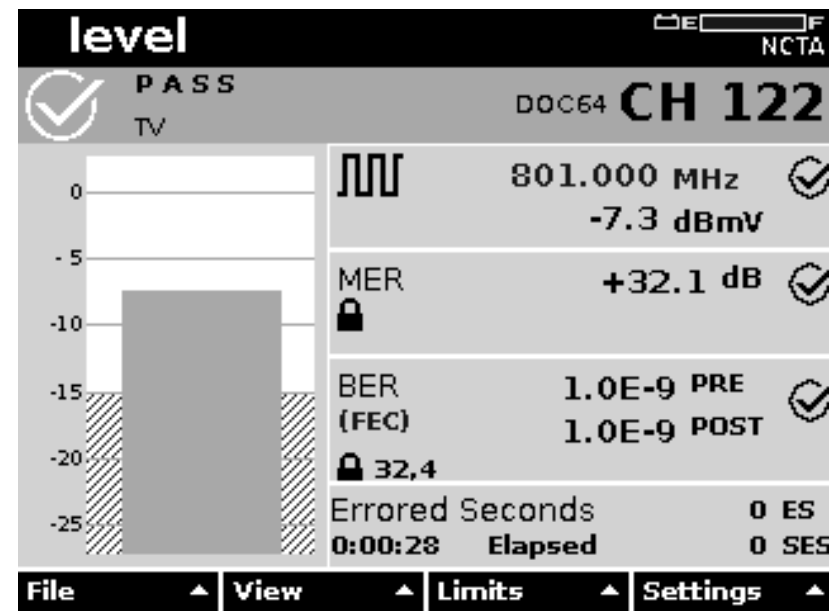 level
E F
NCTA
PASS
TV
DOC64 CH 122
0
- 5
-10
-15
-20
-25
801.000 MHz
-7.3 dBmV
MER +32.1 dB
BER 1.0E-9 PRE
(FEC) 1.0E-9 POST
32,4
Errored Seconds 0 ES
0:00:28 Elapsed 0 SES
File View Limits Settings